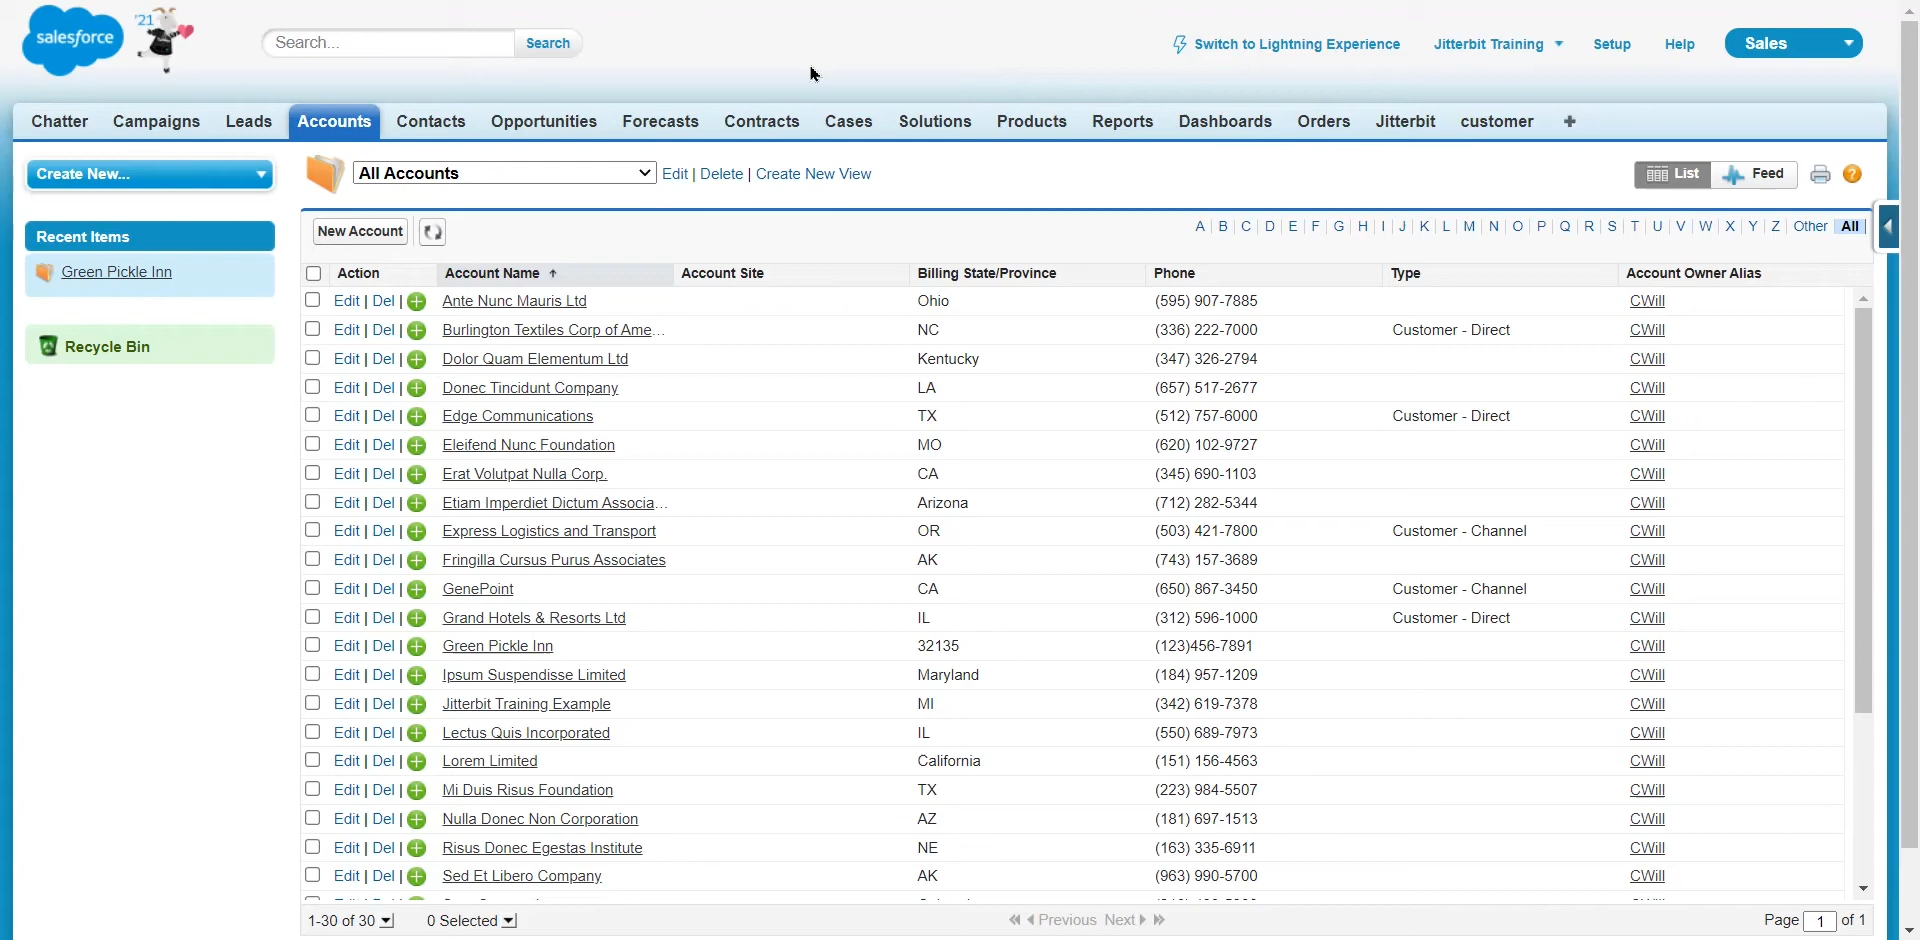 salesforce '21 Search... Search Switch to Lightning Experience Jitterbit Training Setup Help Sales
Chatter Campaigns Leads Accounts Contacts Opportunities Forecasts Contracts Cases Solutions Products Reports Dashboards Orders Jitterbit customer +
Create New...
All Accounts Edit | Delete | Create New View List Feed ?
Recent Items
Green Pickle Inn
Recycle Bin
New Account A | B | C | D | E | F | G | H | I | J | K | L | M | N | O | P | Q | R | S | T | U | V | W | X | Y | Z | Other | All
Action Account Name Account Site Billing State/Province Phone Type Account Owner Alias
Edit | Del | Ante Nunc Mauris Ltd Ohio (595) 907-7885 CWill
Edit | Del | Burlington Textiles Corp of Ame... NC (336) 222-7000 Customer - Direct CWill
Edit | Del | Dolor Quam Elementum Ltd Kentucky (347) 326-2794 CWill
Edit | Del | Donec Tincidunt Company LA (657) 517-2677 CWill
Edit | Del | Edge Communications TX (512) 757-6000 Customer - Direct CWill
Edit | Del | Eleifend Nunc Foundation MO (620) 102-9727 CWill
Edit | Del | Erat Volutpat Nulla Corp. CA (345) 690-1103 CWill
Edit | Del | Etiam Imperdiet Dictum Associa... Arizona (712) 282-5344 CWill
Edit | Del | Express Logistics and Transport OR (503) 421-7800 Customer - Channel CWill
Edit | Del | Fringilla Cursus Purus Associates AK (743) 157-3689 CWill
Edit | Del | GenePoint CA (650) 867-3450 Customer - Channel CWill
Edit | Del | Grand Hotels & Resorts Ltd IL (312) 596-1000 Customer - Direct CWill
Edit | Del | Green Pickle Inn 32135 (123)456-7891 CWill
Edit | Del | Ipsum Suspendisse Limited Maryland (184) 957-1209 CWill
Edit | Del | Jitterbit Training Example MI (342) 619-7378 CWill
Edit | Del | Lectus Quis Incorporated IL (550) 689-7973 CWill
Edit | Del | Lorem Limited California (151) 156-4563 CWill
Edit | Del | Mi Duis Risus Foundation TX (223) 984-5507 CWill
Edit | Del | Nulla Donec Non Corporation AZ (181) 697-1513 CWill
Edit | Del | Risus Donec Egestas Institute NE (163) 335-6911 CWill
Edit | Del | Sed Et Libero Company AK (963) 990-5700 CWill
1-30 of 30 0 Selected Previous Next Page 1 of 1